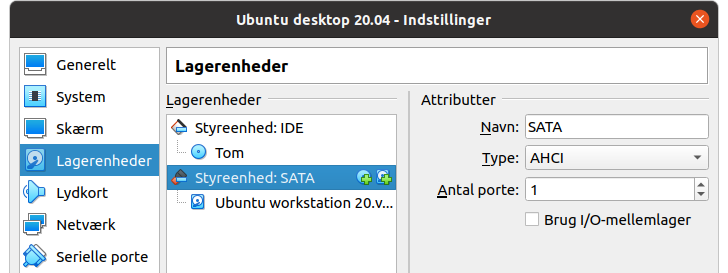 Ubuntu desktop 20.04 - Indstillinger
Generelt
System
Skærm
Lagerenheder
Lydkort
Netværk
Serielle porte
Lagerenheder
Lagerenheder
Styreenhed: IDE
Tom
Styreenhed: SATA
Ubuntu workstation 20.v...
Attributter
Navn: SATA
Type: AHCI
Antal porte: 1
Brug I/O-mellemlager